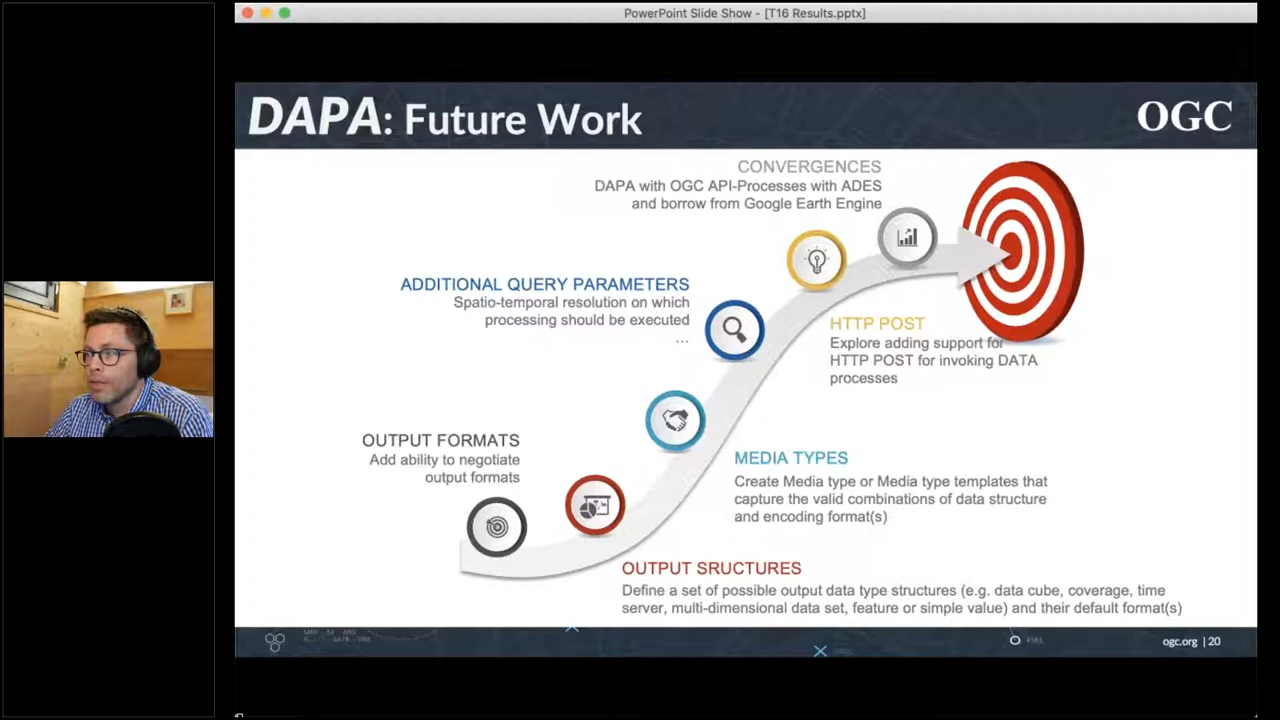 PowerPoint Slide Show - [T16 Results.pptx]
DAPA: Future Work
OGC
CONVERGENCES
DAPA with OGC API-Processes with ADES
and borrow from Google Earth Engine
ADDITIONAL QUERY PARAMETERS
Spatio-temporal resolution on which
processing should be executed
...
HTTP POST
Explore adding support for
HTTP POST for invoking DATA
processes
OUTPUT FORMATS
Add ability to negotiate
output formats
MEDIA TYPES
Create Media type or Media type templates that
capture the valid combinations of data structure
and encoding format(s)
OUTPUT SRUCTURES
Define a set of possible output data type structures (e.g. data cube, coverage, time
server, multi-dimensional data set, feature or simple value) and their default format(s)
ogc.org | 20